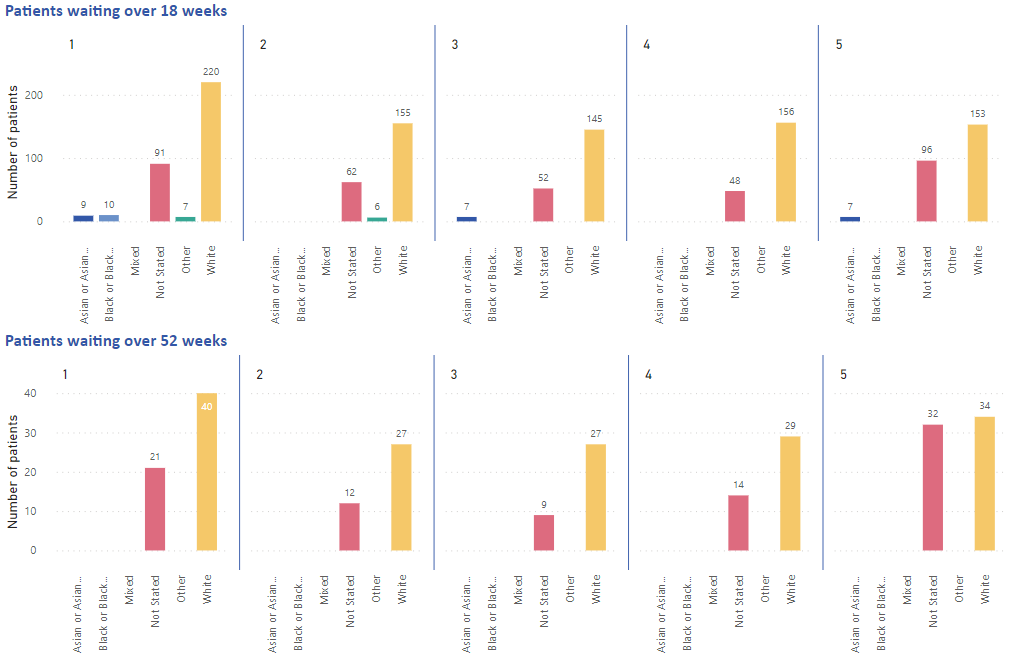 Patients waiting over 18 weeks
1 2 3 4 5
Number of patients
200
100
0
9 10 91 7 220
62 6 155
7 52 145
48 156
7 96 153
Asian or Asian... Black or Black... Mixed Not Stated Other White
Asian or Asian... Black or Black... Mixed Not Stated Other White
Asian or Asian... Black or Black... Mixed Not Stated Other White
Asian or Asian... Black or Black... Mixed Not Stated Other White
Asian or Asian... Black or Black... Mixed Not Stated Other White
Patients waiting over 52 weeks
1 2 3 4 5
Number of patients
40
30
20
10
0
21 40
12 27
9 27
14 29
32 34
Asian or Asian... Black or Black... Mixed Not Stated Other White
Asian or Asian... Black or Black... Mixed Not Stated Other White
Asian or Asian... Black or Black... Mixed Not Stated Other White
Asian or Asian... Black or Black... Mixed Not Stated Other White
Asian or Asian... Black or Black... Mixed Not Stated Other White